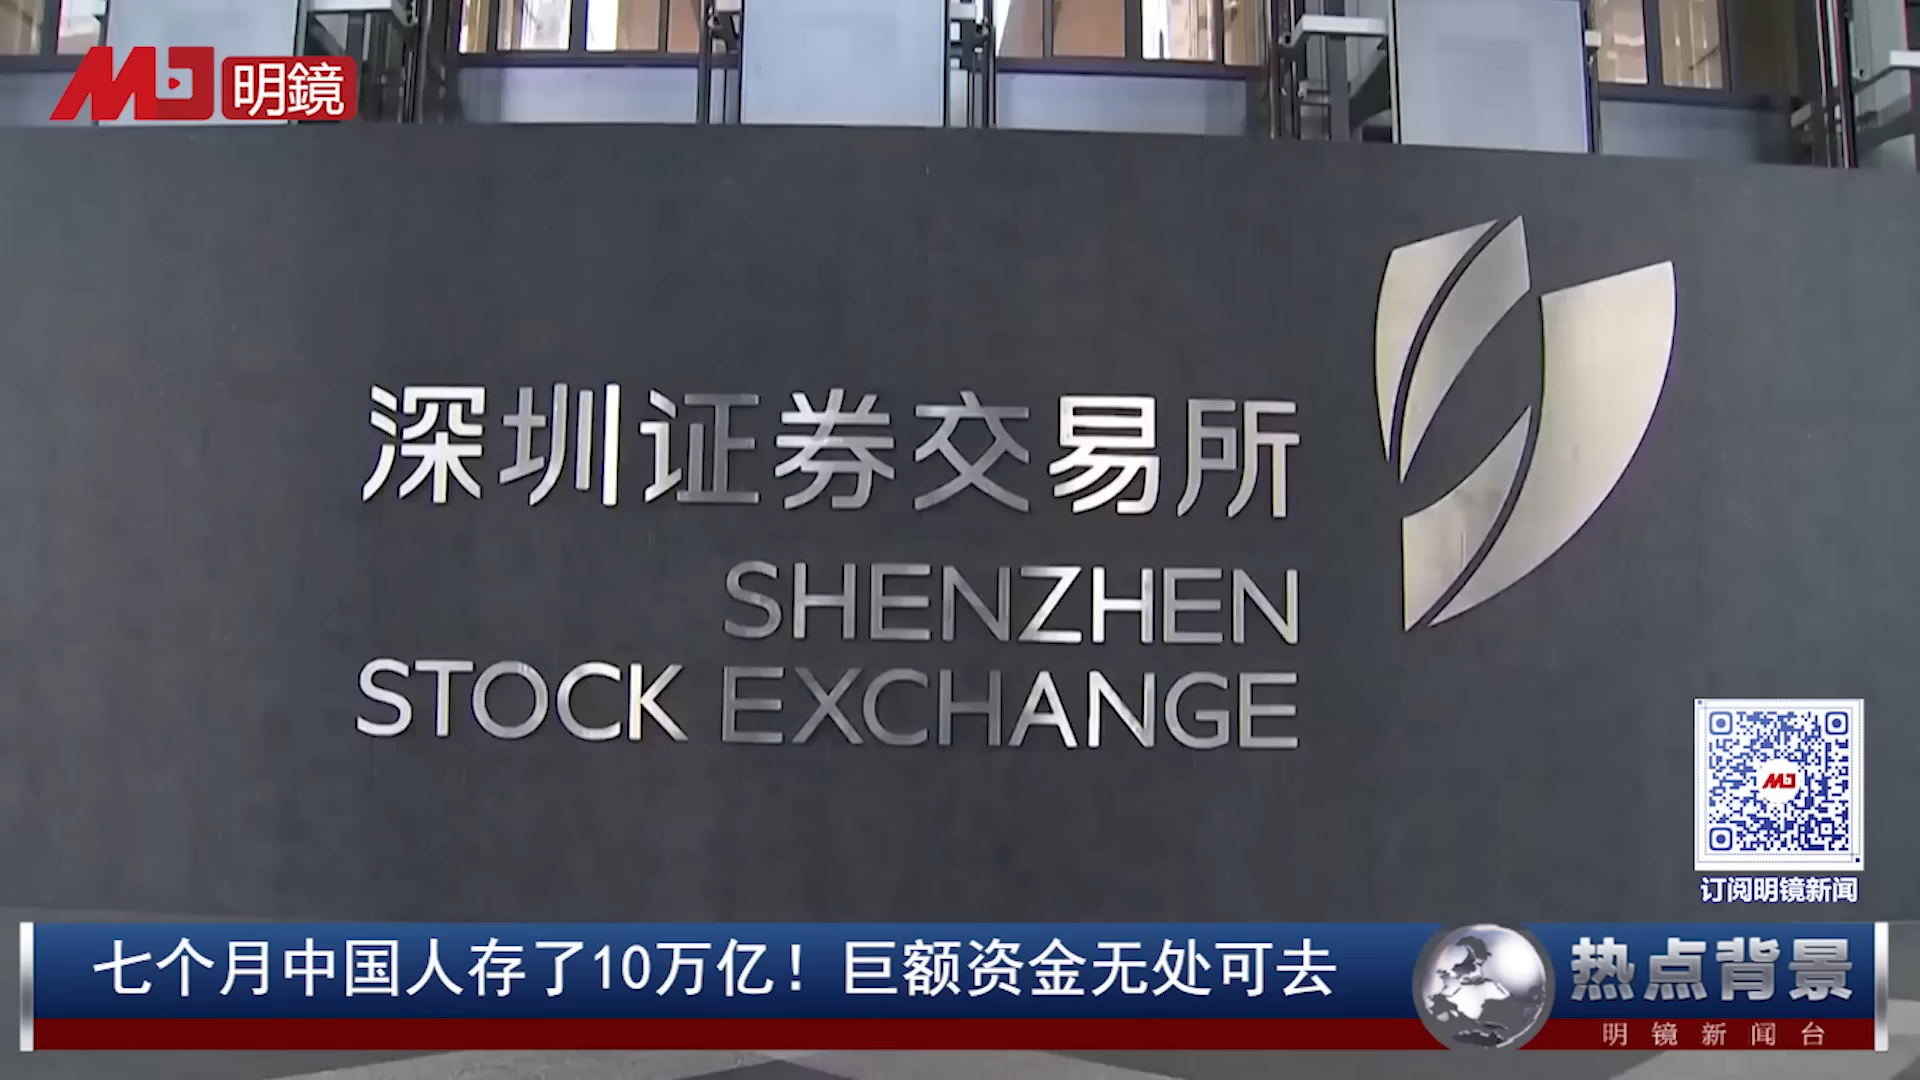 MJ 明鏡
深圳证券交易所
SHENZHEN
STOCK EXCHANGE
MJ
订阅明镜新闻
七个月中国人存了10万亿！巨额资金无处可去
热点背景
明镜新闻台